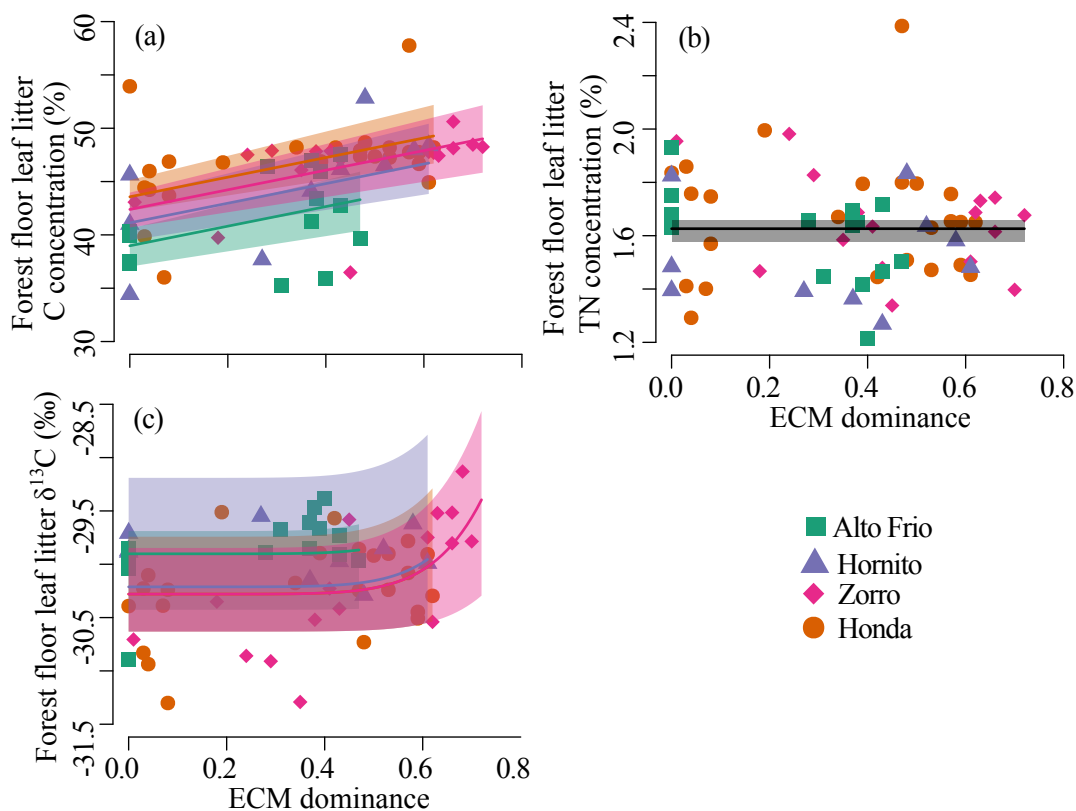 (a)
Forest floor leaf litter
C concentration (%)
60
50
40
30
(b)
Forest floor leaf litter
TN concentration (%)
2.4
2.0
1.6
1.2
0.0 0.2 0.4 0.6 0.8
ECM dominance
(c)
Forest floor leaf litter δ¹³C (‰)
-28.5
-29.5
-30.5
-31.5
0.0 0.2 0.4 0.6 0.8
ECM dominance
Alto Frio
Hornito
Zorro
Honda